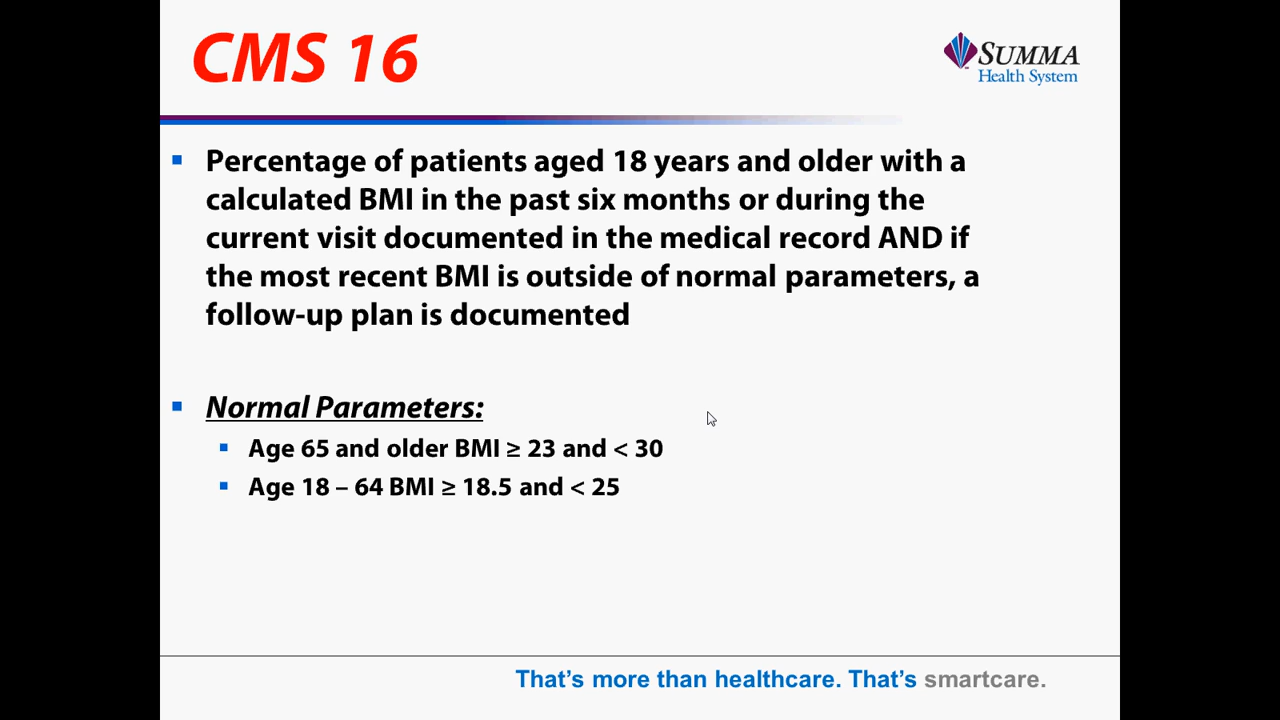 CMS 16
SUMMA
Health System
Percentage of patients aged 18 years and older with a
calculated BMI in the past six months or during the
current visit documented in the medical record AND if
the most recent BMI is outside of normal parameters, a
follow-up plan is documented
Normal Parameters:
Age 65 and older BMI ≥ 23 and < 30
Age 18 – 64 BMI ≥ 18.5 and < 25
That’s more than healthcare. That’s smartcare.